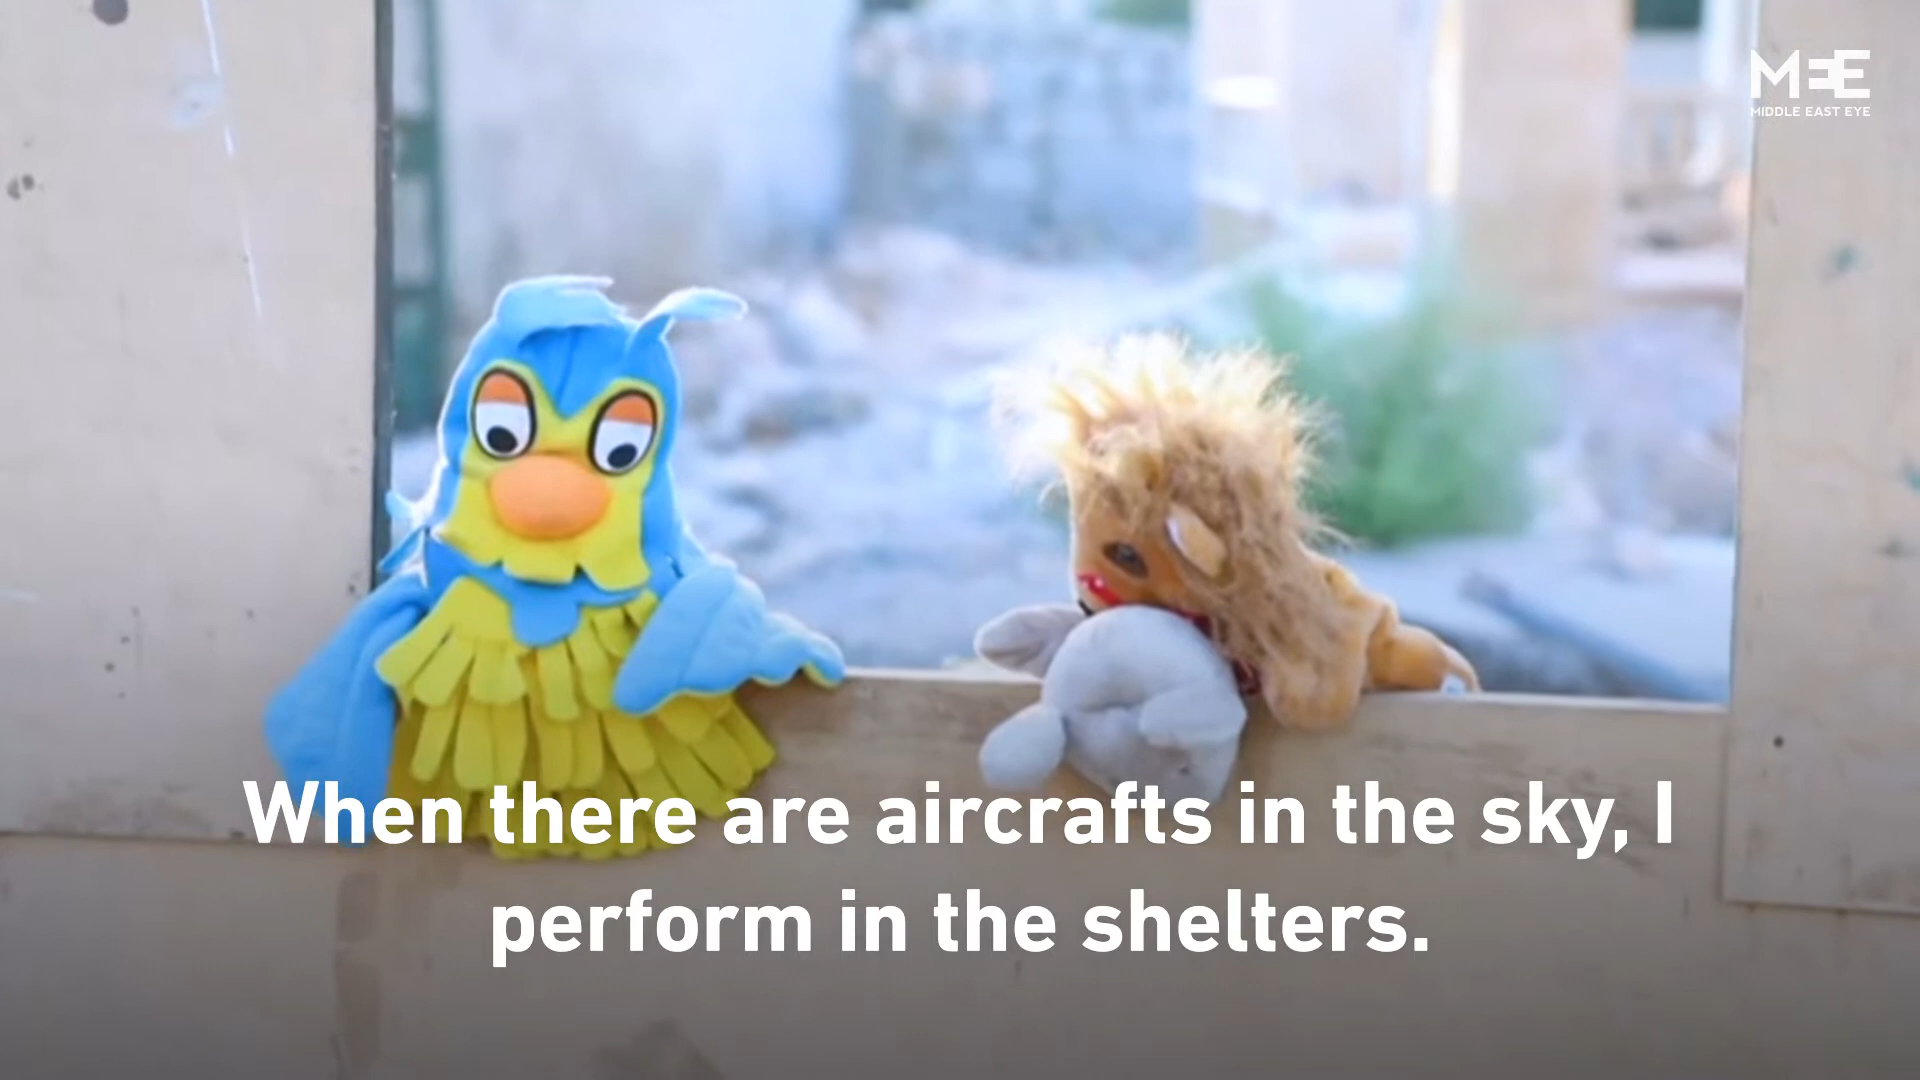 MEE
MIDDLE EAST EYE
When there are aircrafts in the sky, I
perform in the shelters.